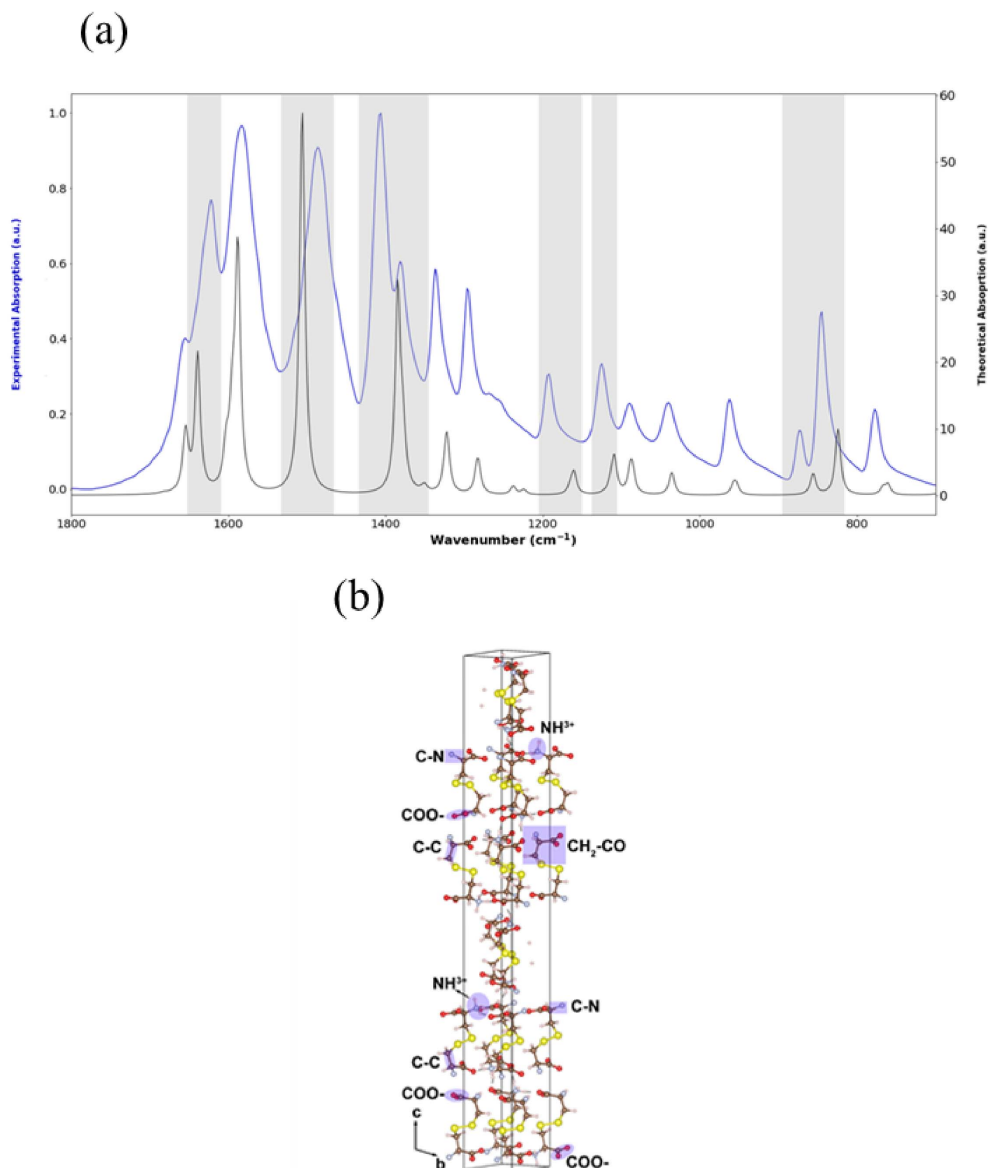 (a)
Experimental Absorption (a.u.)
1.0
0.8
0.6
0.4
0.2
0.0
60
50
40
30
20
10
0
Theoretical Absoprtion (a.u.)
1800 1600 1400 1200 1000 800
Wavenumber (cm⁻¹)
(b)
NH³⁺
C-N
COO-
C-C
CH₂-CO
NH³⁺
C-N
C-C
COO-
c
b
COO-